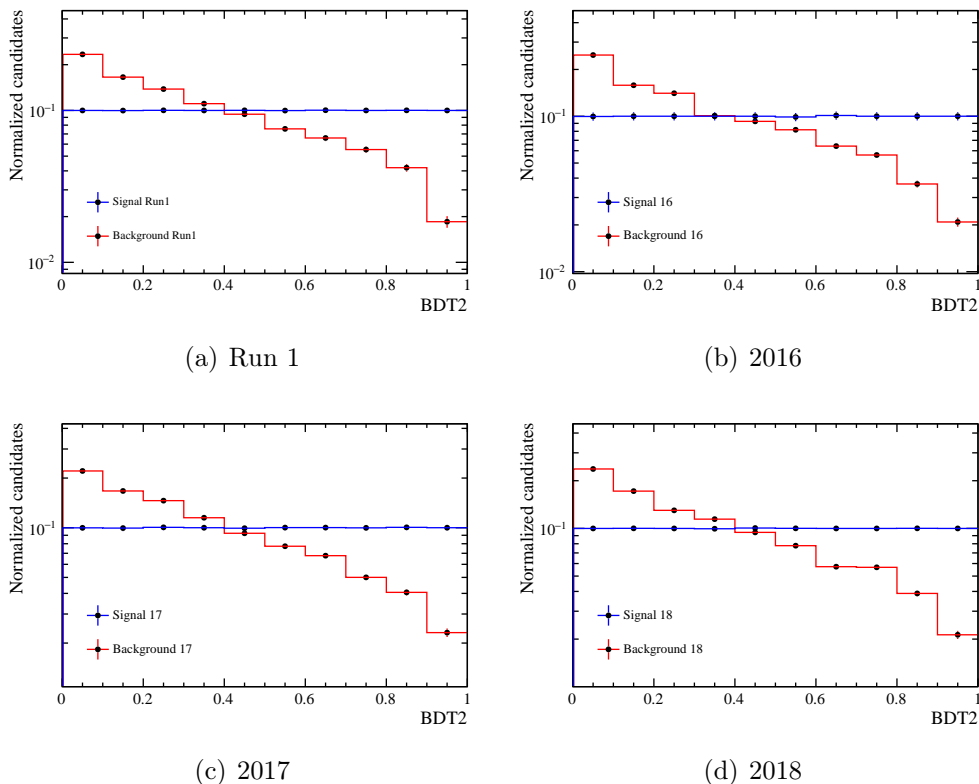 Normalized candidates
10⁻¹
10⁻²
Signal Run1
Background Run1
0 0.2 0.4 0.6 0.8 1
BDT2
(a) Run 1
Normalized candidates
10⁻¹
10⁻²
Signal 16
Background 16
0 0.2 0.4 0.6 0.8 1
BDT2
(b) 2016
Normalized candidates
10⁻¹
Signal 17
Background 17
0 0.2 0.4 0.6 0.8 1
BDT2
(c) 2017
Normalized candidates
10⁻¹
Signal 18
Background 18
0 0.2 0.4 0.6 0.8 1
BDT2
(d) 2018